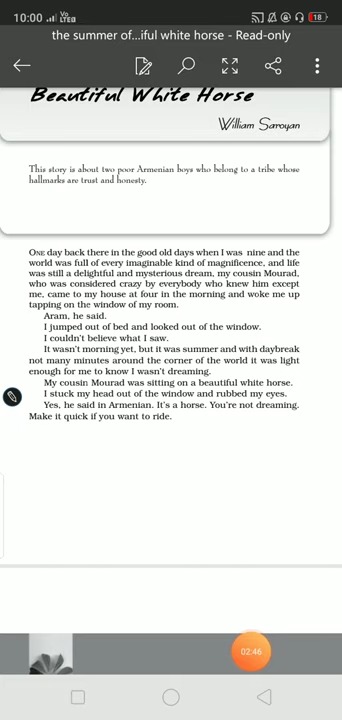 10:00 Vo LTE 18
the summer of...iful white horse - Read-only
Beautiful White Horse
William Saroyan
This story is about two poor Armenian boys who belong to a tribe whose
hallmarks are trust and honesty.
ONE day back there in the good old days when I was nine and the
world was full of every imaginable kind of magnificence, and life
was still a delightful and mysterious dream, my cousin Mourad,
who was considered crazy by everybody who knew him except
me, came to my house at four in the morning and woke me up
tapping on the window of my room.
Aram, he said.
I jumped out of bed and looked out of the window.
I couldn't believe what I saw.
It wasn't morning yet, but it was summer and with daybreak
not many minutes around the corner of the world it was light
enough for me to know I wasn't dreaming.
My cousin Mourad was sitting on a beautiful white horse.
I stuck my head out of the window and rubbed my eyes.
Yes, he said in Armenian. It's a horse. You're not dreaming.
Make it quick if you want to ride.
02:46